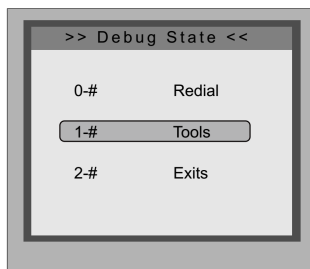 >> Debug State <<
0-# Redial
1-# Tools
2-# Exits